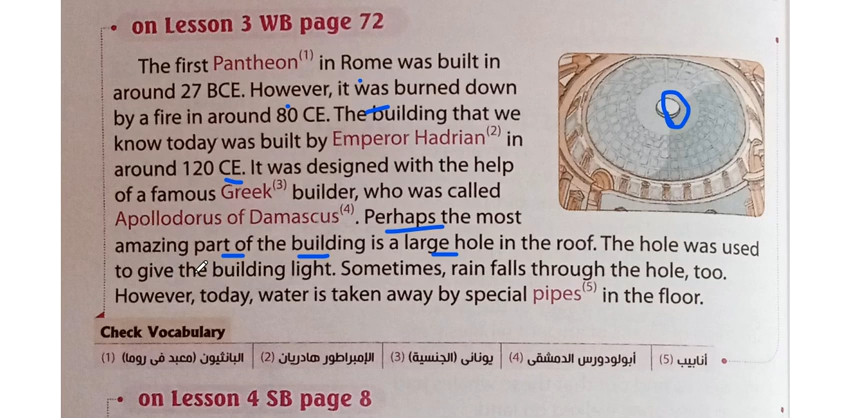 • on Lesson 3 WB page 72
The first Pantheon(1) in Rome was built in
around 27 BCE. However, it was burned down
by a fire in around 80 CE. The building that we
know today was built by Emperor Hadrian(2) in
around 120 CE. It was designed with the help
of a famous Greek(3) builder, who was called
Apollodorus of Damascus(4). Perhaps the most
amazing part of the building is a large hole in the roof. The hole was used
to give the building light. Sometimes, rain falls through the hole, too.
However, today, water is taken away by special pipes(5) in the floor.
Check Vocabulary
(1) البانثيون (معبد فى روما) (2) الإمبراطور هادريان (3) يونانى (الجنسية) (4) أبولودورس الدمشقى (5) أنابيب
• on Lesson 4 SB page 8